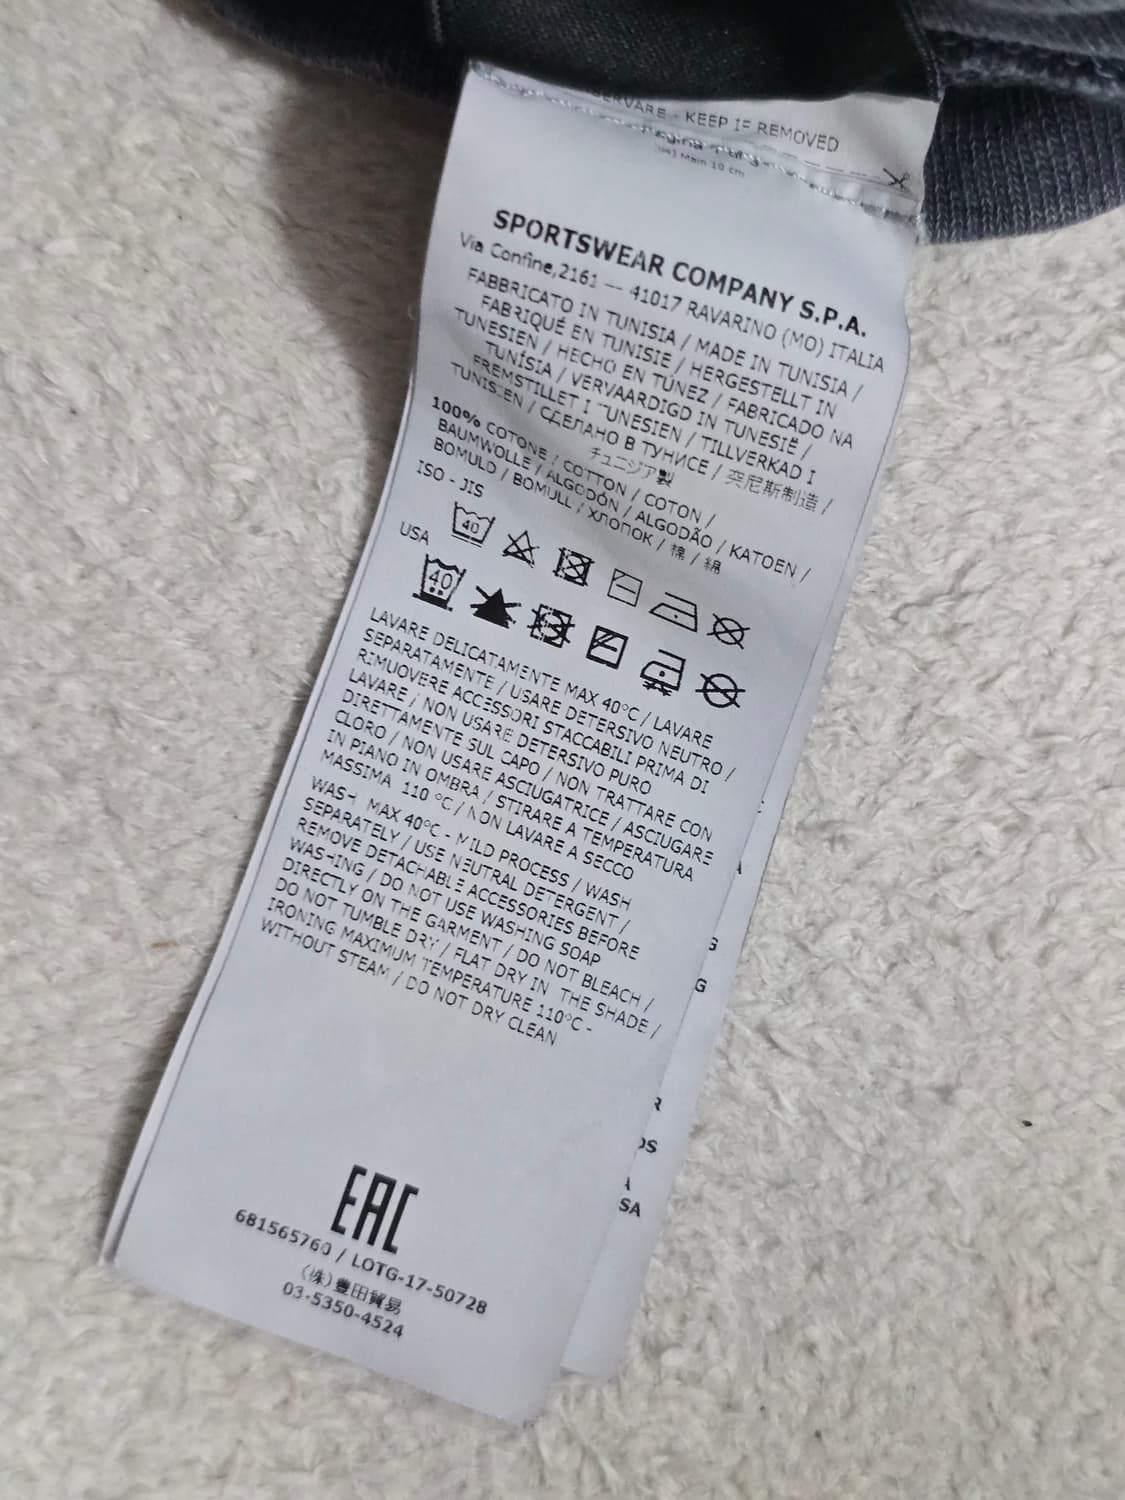 KEEP IF REMOVED
Main 10 cm
SPORTSWEAR COMPANY S.P.A.
Via Confine,2161 — 41017 RAVARINO (MO) ITALIA
FABBRICATO IN TUNISIA / MADE IN TUNISIA /
FABRIQUÉ EN TUNISIE / HERGESTELLT IN
TUNESIEN / HECHO EN TÚNEZ / FABRICADO NA
TUNÍSIA / VERVAARDIGD IN TUNESIË /
FREMSTILLET I TUNESIEN / TILLVERKAD I
TUNISIEN / СДЕЛАНО В ТУНИСЕ / 突尼斯制造 /
チュニジア製
100% COTONE / COTTON / COTON /
BAUMWOLLE / ALGODÓN / ALGODÃO / KATOEN /
BOMULD / BOMULL / ХЛОПОК / 棉 / 綿
ISO - JIS
40
USA
40
LAVARE DELICATAMENTE MAX 40°C / LAVARE
SEPARATAMENTE / USARE DETERSIVO NEUTRO /
RIMUOVERE ACCESSORI STACCABILI PRIMA DI
LAVARE / NON USARE DETERSIVO PURO
DIRETTAMENTE SUL CAPO / NON TRATTARE CON
CLORO / NON USARE ASCIUGATRICE / ASCIUGARE
IN PIANO IN OMBRA / STIRARE A TEMPERATURA
MASSIMA 110 °C / NON LAVARE A SECCO
WASH MAX 40°C - MILD PROCESS / WASH
SEPARATELY / USE NEUTRAL DETERGENT /
REMOVE DETACHABLE ACCESSORIES BEFORE
WASHING / DO NOT USE WASHING SOAP
DIRECTLY ON THE GARMENT / DO NOT BLEACH /
DO NOT TUMBLE DRY / FLAT DRY IN THE SHADE /
IRONING MAXIMUM TEMPERATURE 110°C -
WITHOUT STEAM / DO NOT DRY CLEAN
EAC
681565760 / LOTG-17-50728
(株)豊田貿易
03-5350-4524